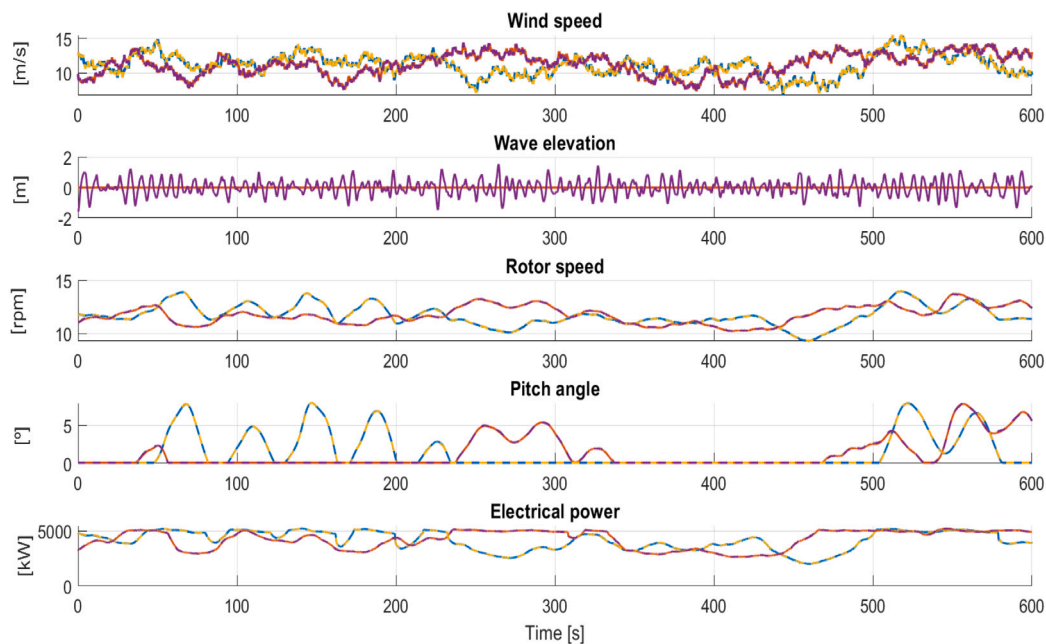 Wind speed
[m/s]
15
10
0 100 200 300 400 500 600
Wave elevation
[m]
2
0
-2
0 100 200 300 400 500 600
Rotor speed
[rpm]
15
10
0 100 200 300 400 500 600
Pitch angle
[º]
5
0
0 100 200 300 400 500 600
Electrical power
[kW]
5000
0
0 100 200 300 400 500 600
Time [s]